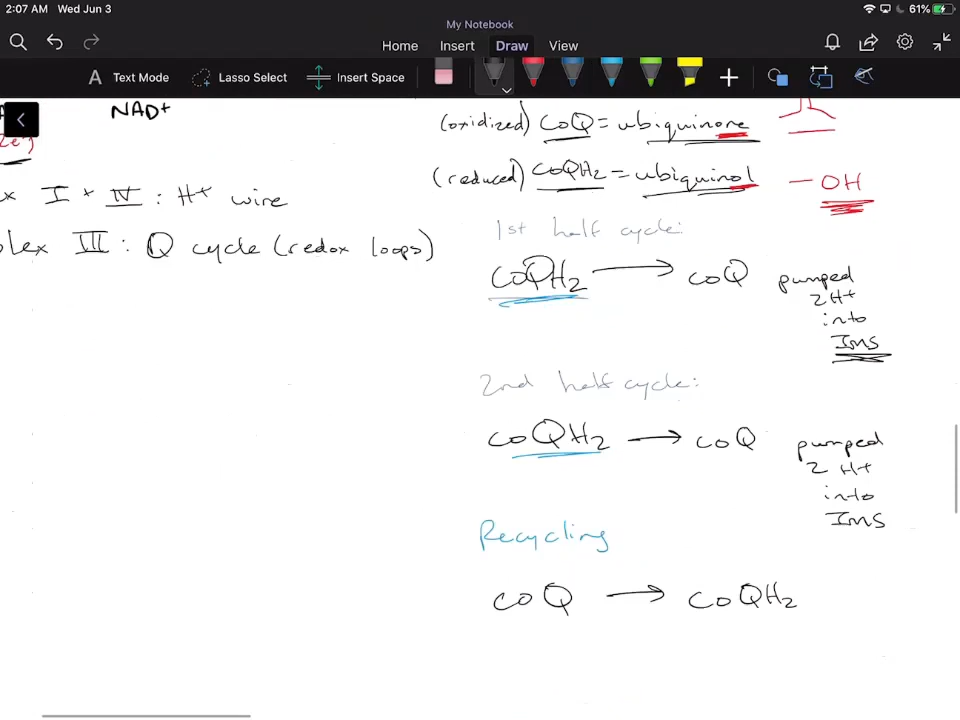 2:07 AM Wed Jun 3
61%
My Notebook
Home Insert Draw View
Text Mode Lasso Select Insert Space
NAD+
2e-)
x I + IV : H+ wire
plex III : Q cycle (redox loops)
(oxidized) CoQ = ubiquinone
(reduced) CoQH2 = ubiquinol
— OH
1st half cycle:
CoQH2 → CoQ
pumped
2H+
into
IMS
2nd half cycle:
CoQH2 → CoQ
pumped
2 H+
into
IMS
Recycling
CoQ → CoQH2